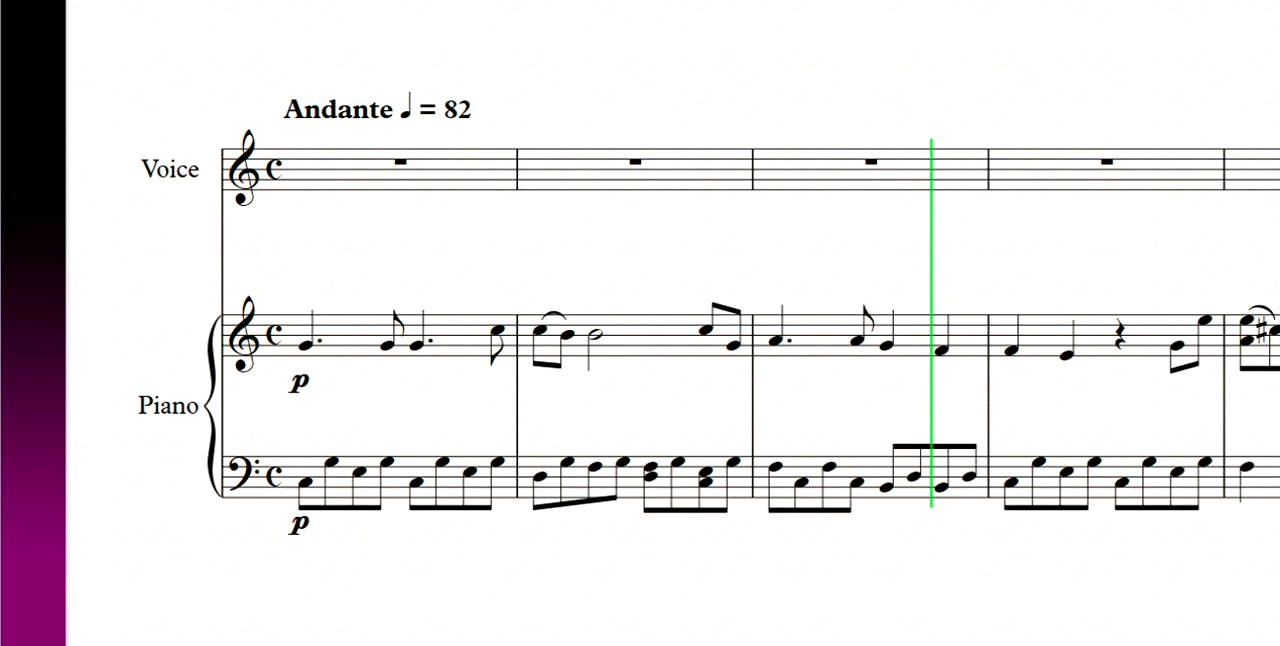 Andante ♩ = 82
Voice
Piano
p
p